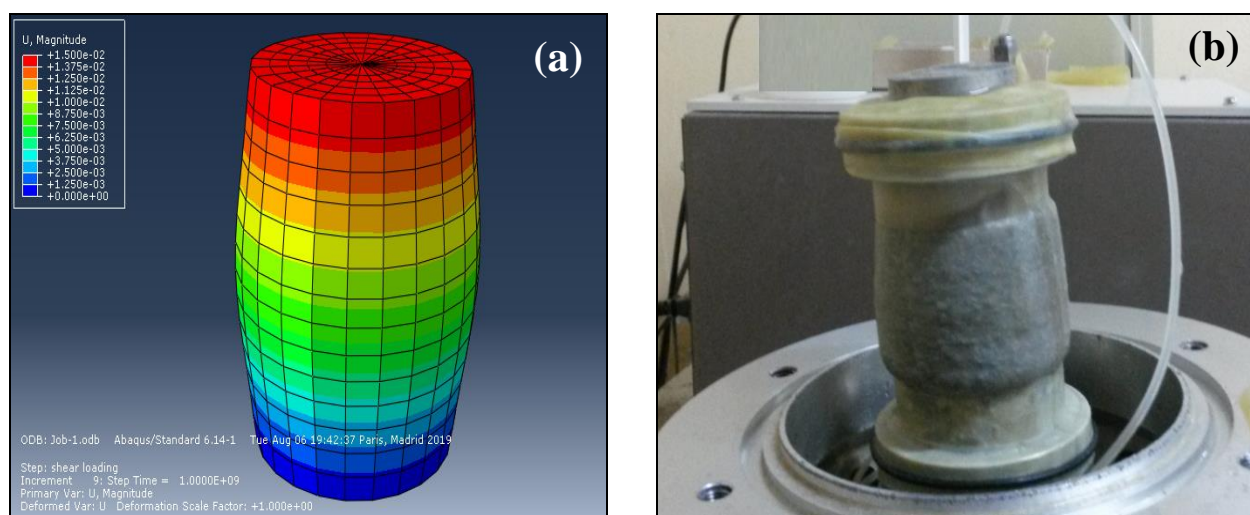 U, Magnitude
+1.500e-02
+1.375e-02
+1.250e-02
+1.125e-02
+1.000e-02
+8.750e-03
+7.500e-03
+6.250e-03
+5.000e-03
+3.750e-03
+2.500e-03
+1.250e-03
+0.000e+00
(a)
ODB: Job-1.odb Abaqus/Standard 6.14-1 Tue Aug 06 19:42:37 Paris, Madrid 2019
Step: shear loading
Increment 9: Step Time = 1.0000E+09
Primary Var: U, Magnitude
Deformed Var: U Deformation Scale Factor: +1.000e+00
(b)